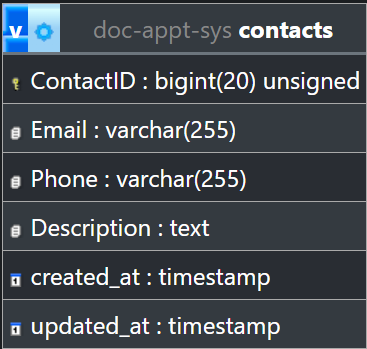 v doc-appt-sys contacts
ContactID : bigint(20) unsigned
Email : varchar(255)
Phone : varchar(255)
Description : text
created_at : timestamp
updated_at : timestamp